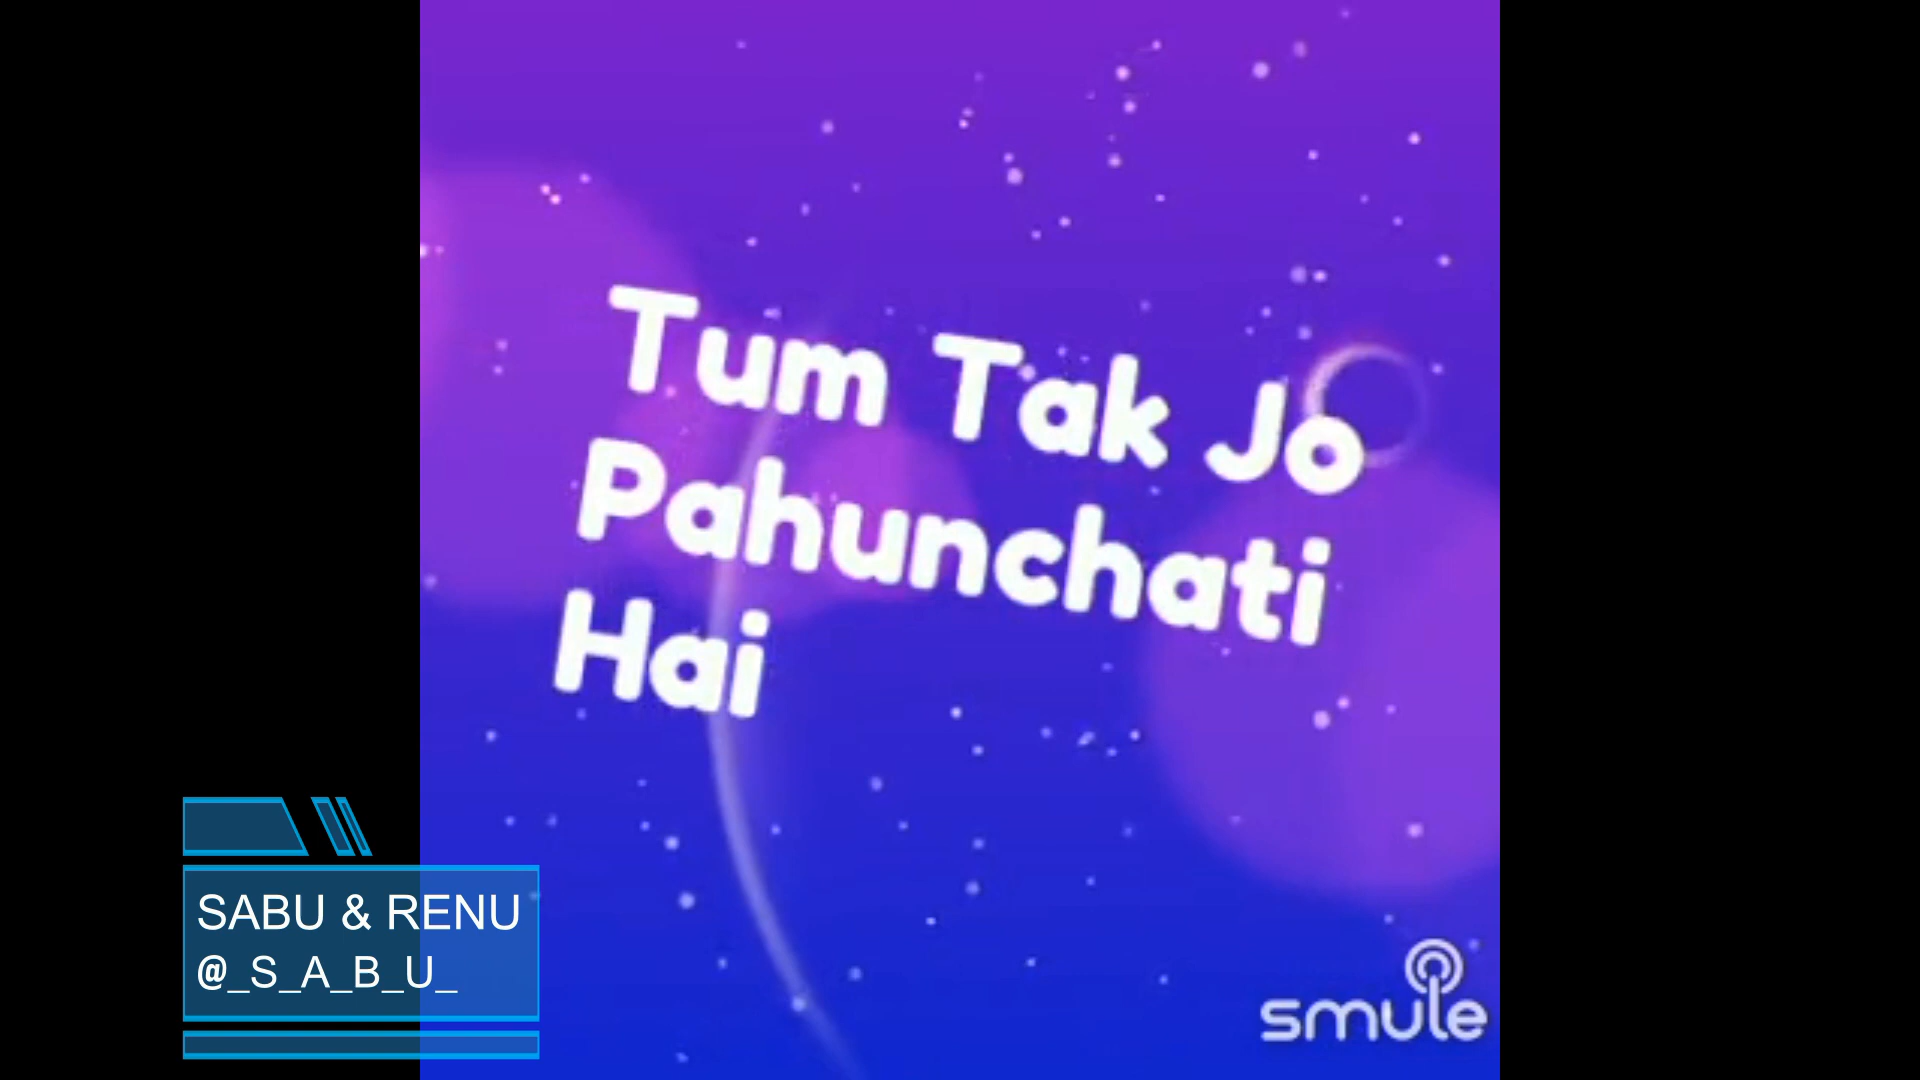 Tum Tak Jo
Pahunchati
Hai
SABU & RENU
@_S_A_B_U_
smule